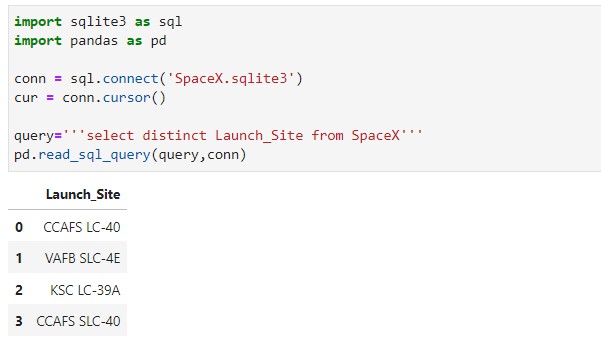 import sqlite3 as sql
import pandas as pd
conn = sql.connect('SpaceX.sqlite3')
cur = conn.cursor()
query='''select distinct Launch_Site from SpaceX'''
pd.read_sql_query(query,conn)
Launch_Site
0 CCAFS LC-40
1 VAFB SLC-4E
2 KSC LC-39A
3 CCAFS SLC-40